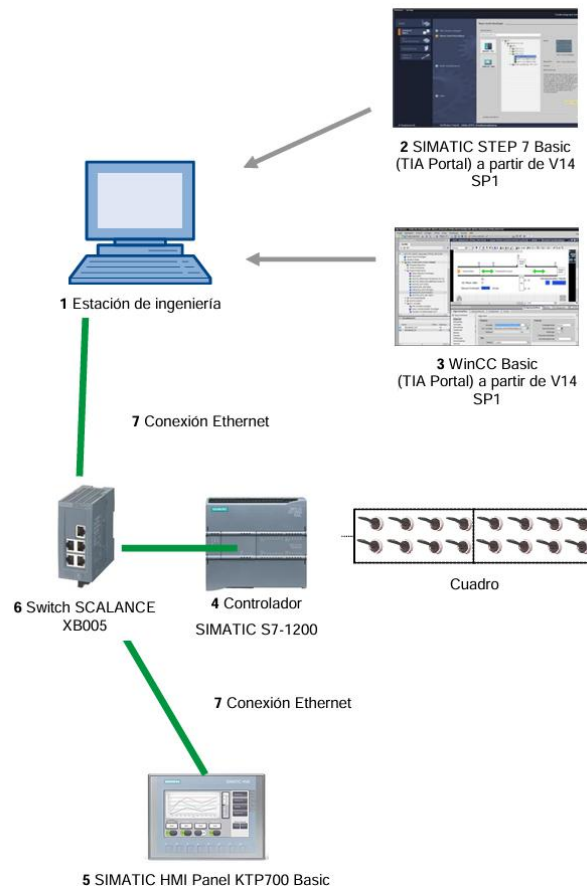 2 SIMATIC STEP 7 Basic
(TIA Portal) a partir de V14
SP1
1 Estación de ingeniería
3 WinCC Basic
(TIA Portal) a partir de V14
SP1
7 Conexión Ethernet
6 Switch SCALANCE
XB005
4 Controlador
SIMATIC S7-1200
Cuadro
7 Conexión Ethernet
5 SIMATIC HMI Panel KTP700 Basic